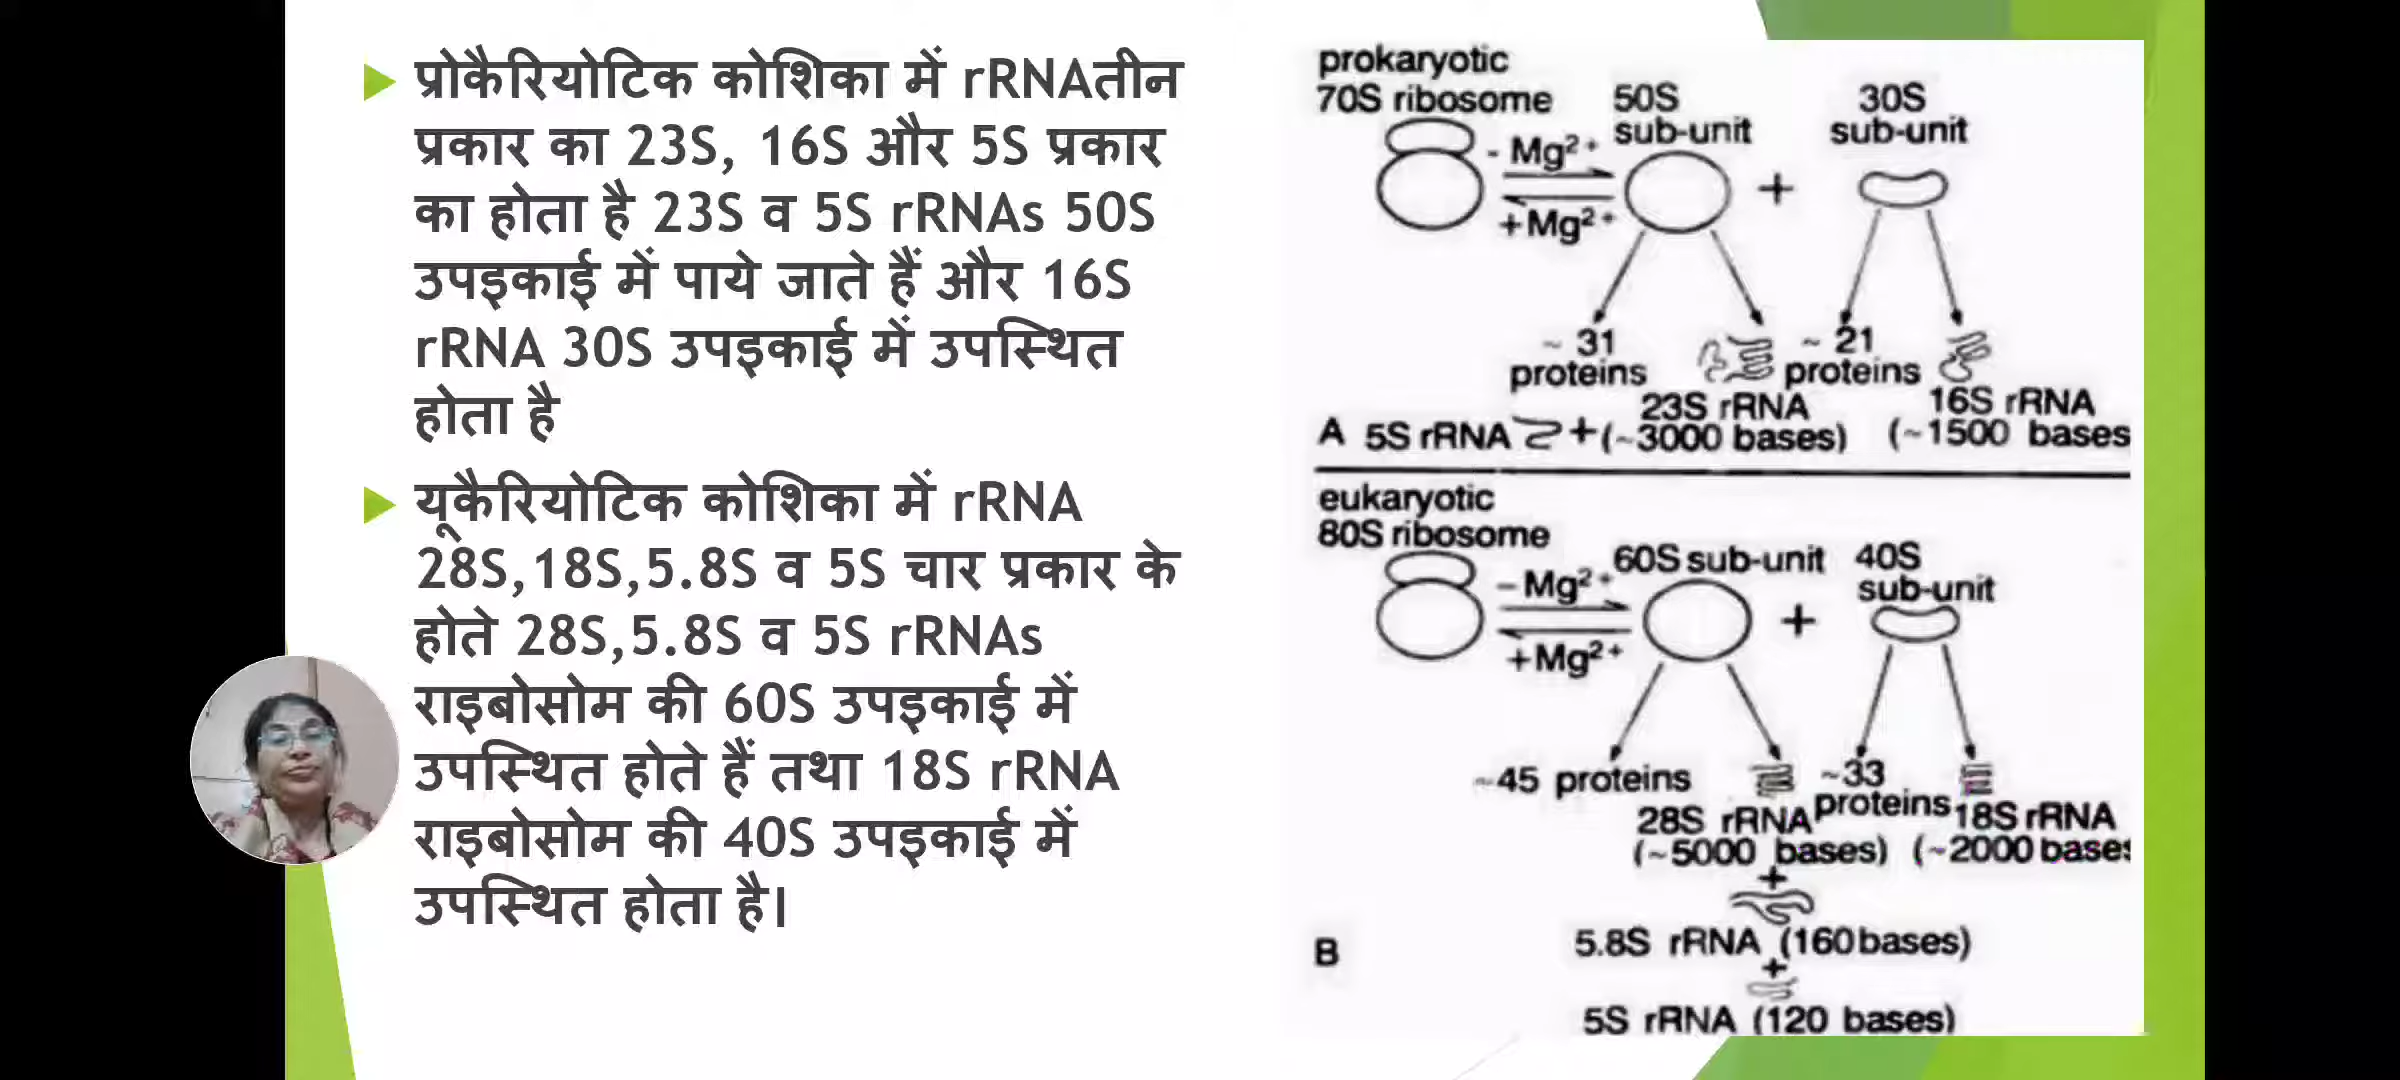 प्रोकैरियोटिक कोशिका में rRNAतीन
प्रकार का 23S, 16S और 5S प्रकार
का होता है 23S व 5S rRNAs 50S
उपइकाई में पाये जाते हैं और 16S
rRNA 30S उपइकाई में उपस्थित
होता है
यूकैरियोटिक कोशिका में rRNA
28S,18S,5.8S व 5S चार प्रकार के
होते 28S,5.8S व 5S rRNAs
राइबोसोम की 60S उपइकाई में
उपस्थित होते हैं तथा 18S rRNA
राइबोसोम की 40S उपइकाई में
उपस्थित होता है।
prokaryotic
70S ribosome
50S
sub-unit
30S
sub-unit
- Mg2+
+
+Mg2+
~ 31
proteins
~ 21
proteins
23S rRNA
(~3000 bases)
16S rRNA
(~1500 bases
A 5S rRNA +
eukaryotic
80S ribosome
60S sub-unit
40S
sub-unit
- Mg2+
+
+Mg2+
~45 proteins
~33
proteins
28S rRNA
(~5000 bases)
18S rRNA
(~2000 bases
+
5.8S rRNA (160 bases)
+
B
5S rRNA (120 bases)